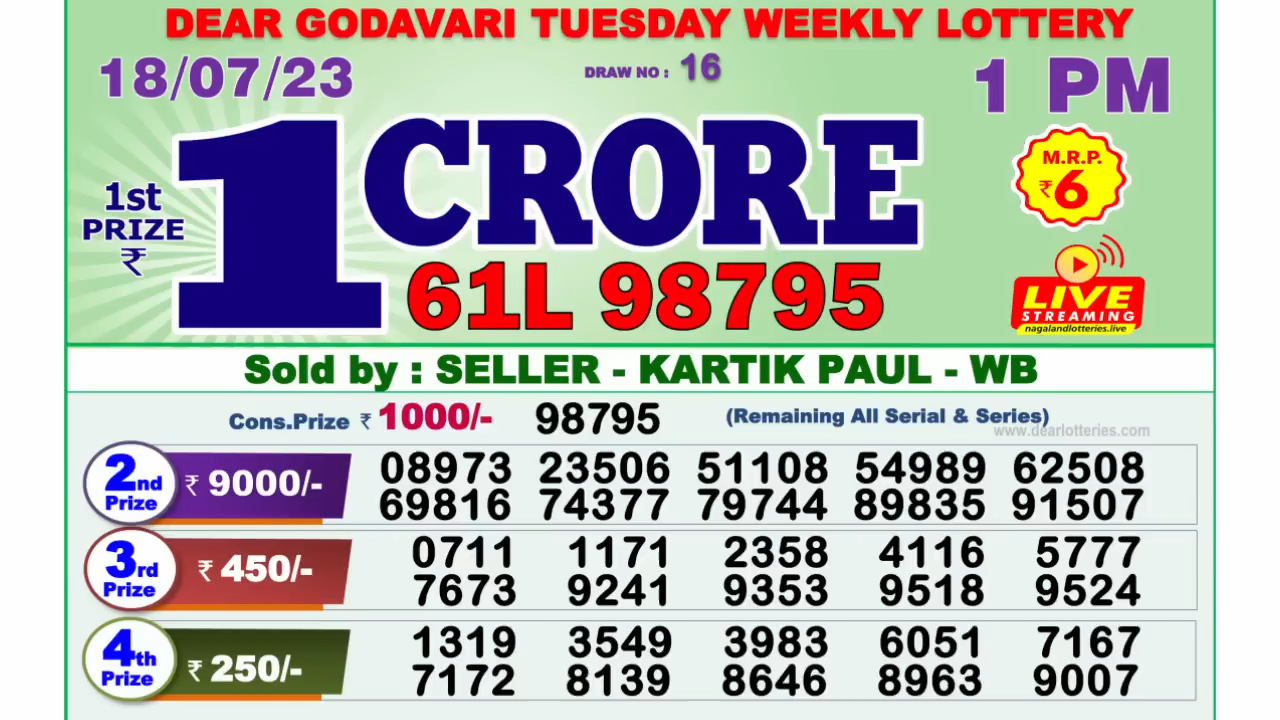 DEAR GODAVARI TUESDAY WEEKLY LOTTERY
18/07/23 DRAW NO : 16 1 PM
1st PRIZE ₹ 1 CRORE
M.R.P. ₹6
61L 98795
LIVE
STREAMING
nagalandlotteries.live
Sold by : SELLER - KARTIK PAUL - WB
Cons.Prize ₹ 1000/- 98795 (Remaining All Serial & Series)
www.dearlotteries.com
2nd Prize ₹ 9000/-
08973 23506 51108 54989 62508
69816 74377 79744 89835 91507
3rd Prize ₹ 450/-
0711 1171 2358 4116 5777
7673 9241 9353 9518 9524
4th Prize ₹ 250/-
1319 3549 3983 6051 7167
7172 8139 8646 8963 9007